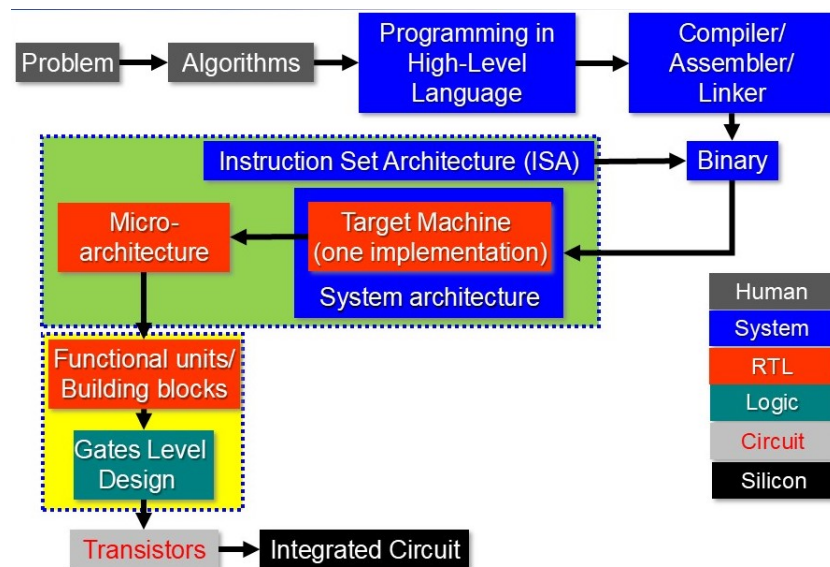 Problem
Algorithms
Programming in
High-Level
Language
Compiler/
Assembler/
Linker
Instruction Set Architecture (ISA)
Binary
Micro-
architecture
Target Machine
(one implementation)
System architecture
Functional units/
Building blocks
Gates Level
Design
Transistors
Integrated Circuit
Human
System
RTL
Logic
Circuit
Silicon